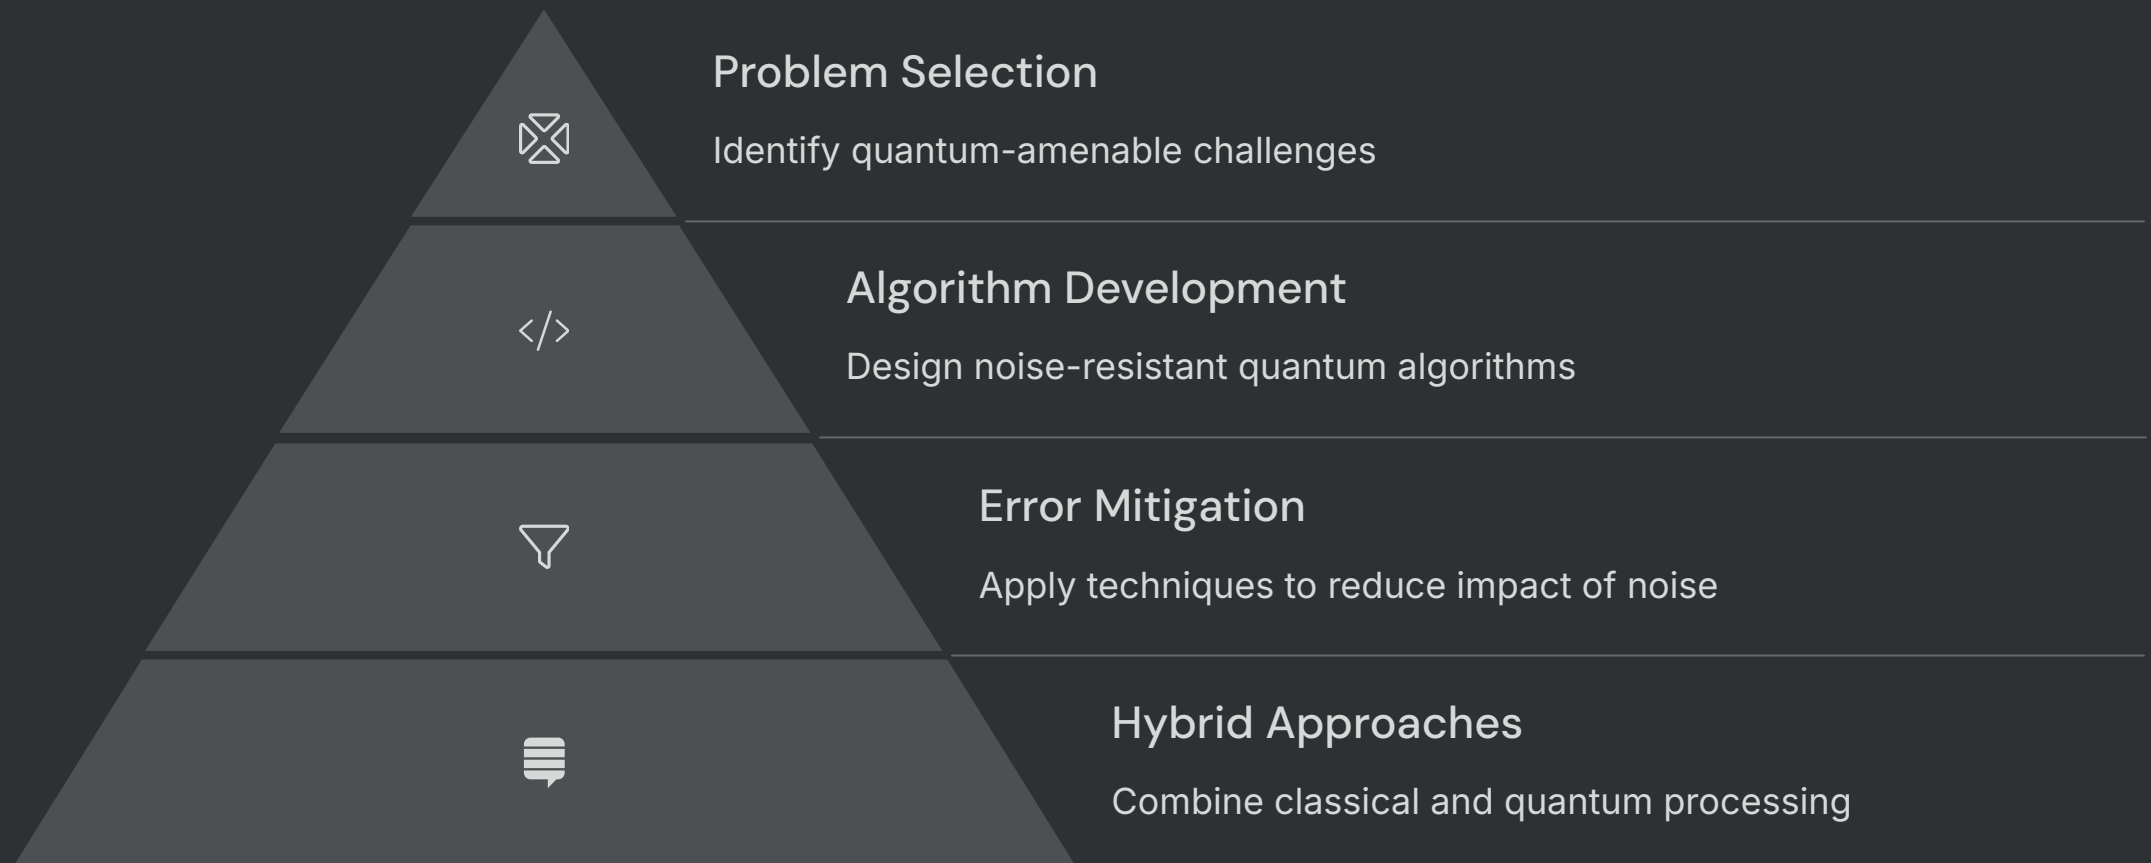 Problem Selection
Identify quantum-amenable challenges
Algorithm Development
Design noise-resistant quantum algorithms
Error Mitigation
Apply techniques to reduce impact of noise
Hybrid Approaches
Combine classical and quantum processing